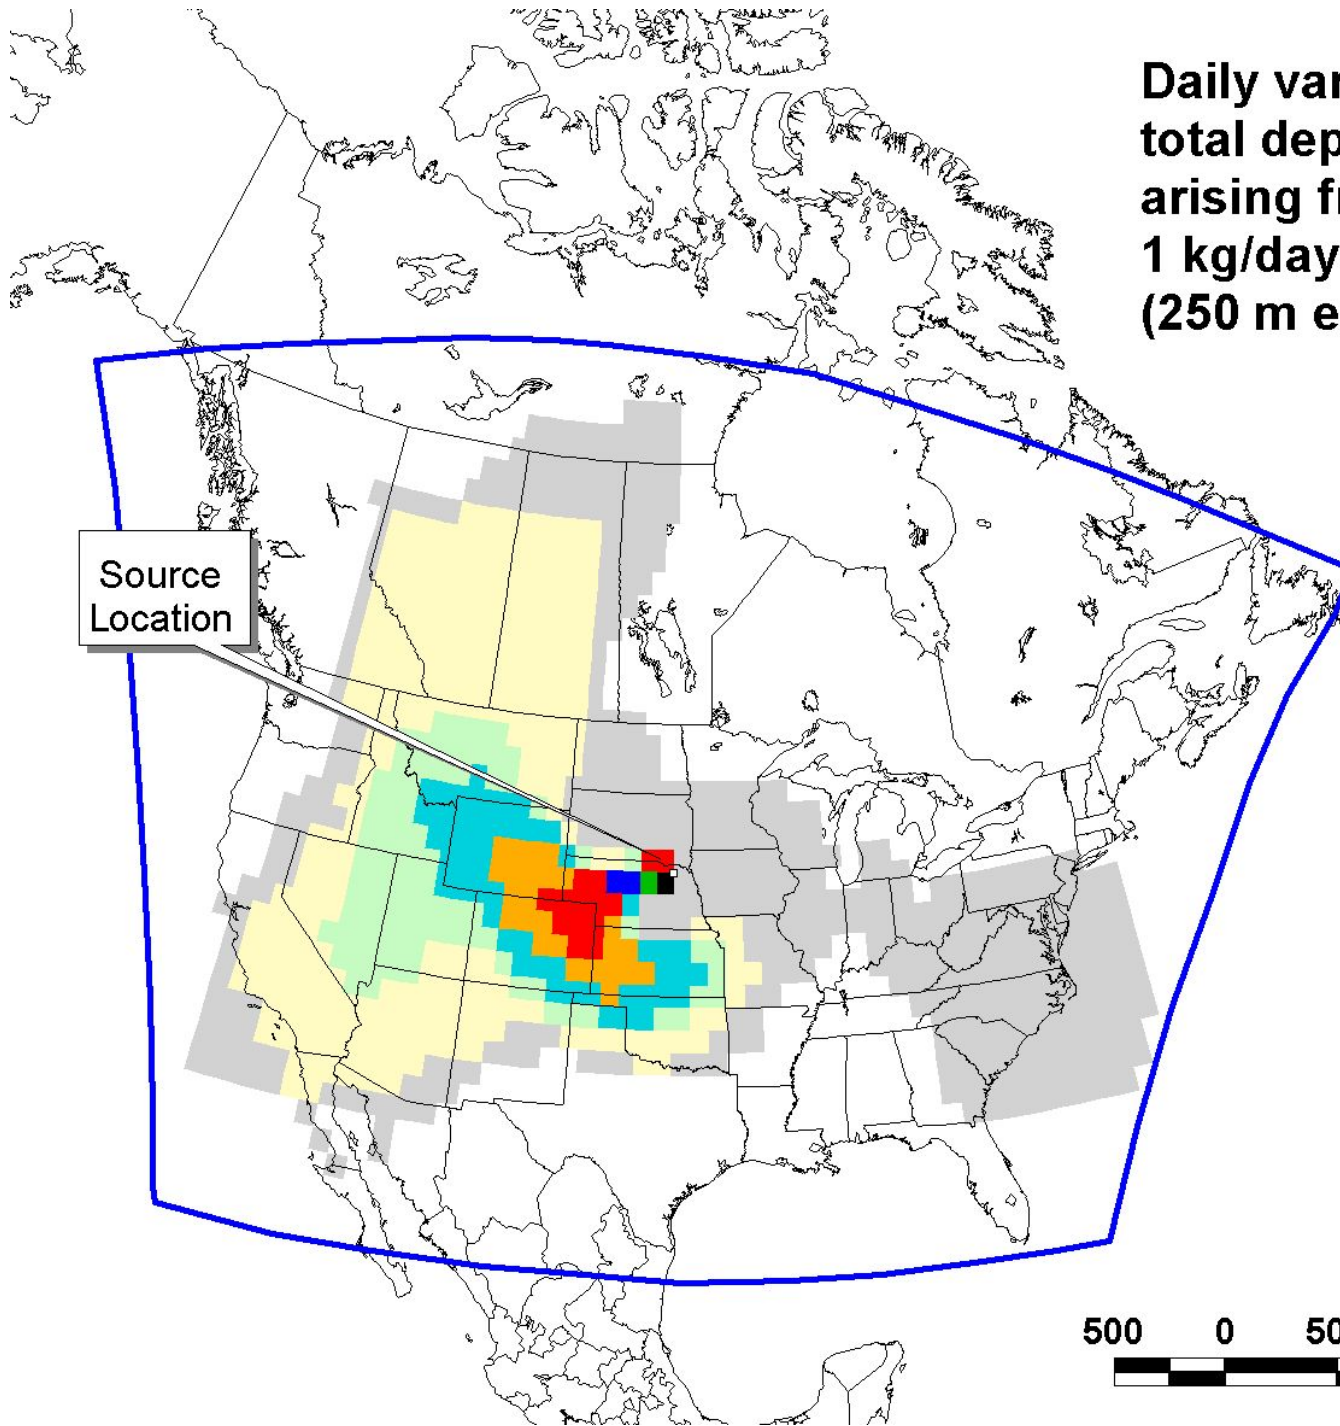 Daily var
total dep
arising fr
1 kg/day
(250 m e
Source
Location
500 0 50